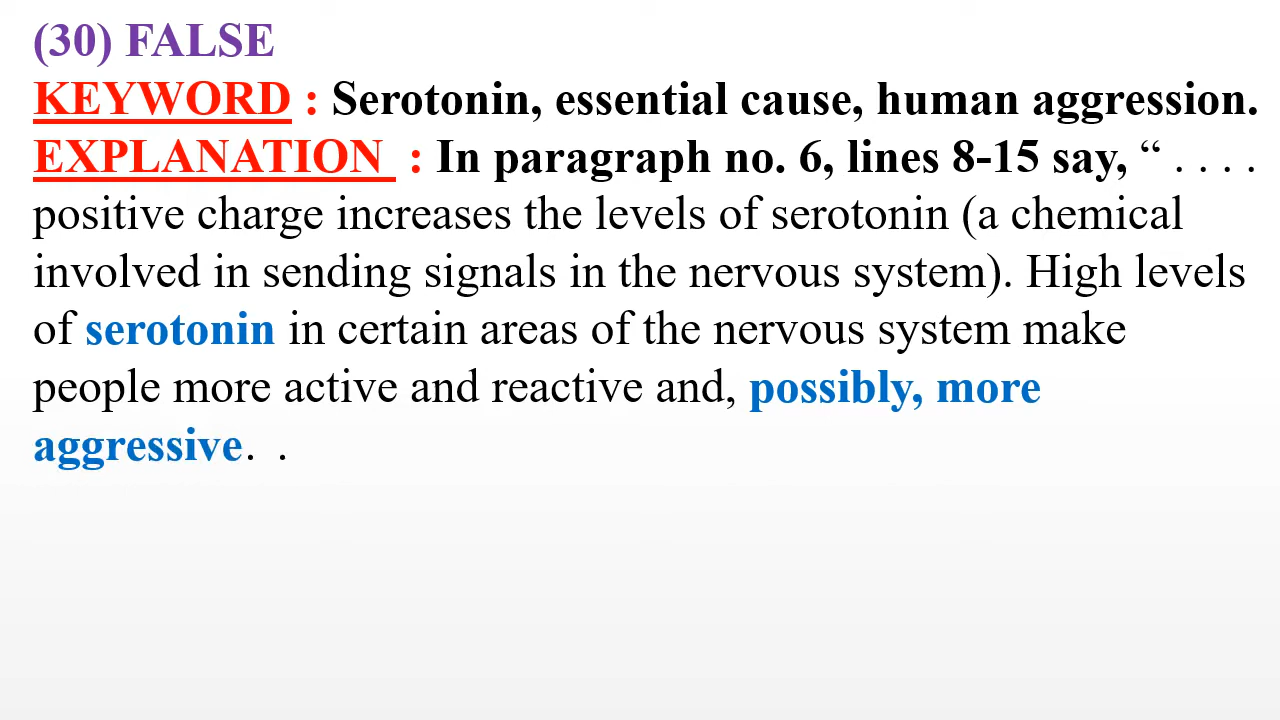 (30) FALSE
KEYWORD : Serotonin, essential cause, human aggression.
EXPLANATION : In paragraph no. 6, lines 8-15 say, “ . . . .
positive charge increases the levels of serotonin (a chemical
involved in sending signals in the nervous system). High levels
of serotonin in certain areas of the nervous system make
people more active and reactive and, possibly, more
aggressive. .